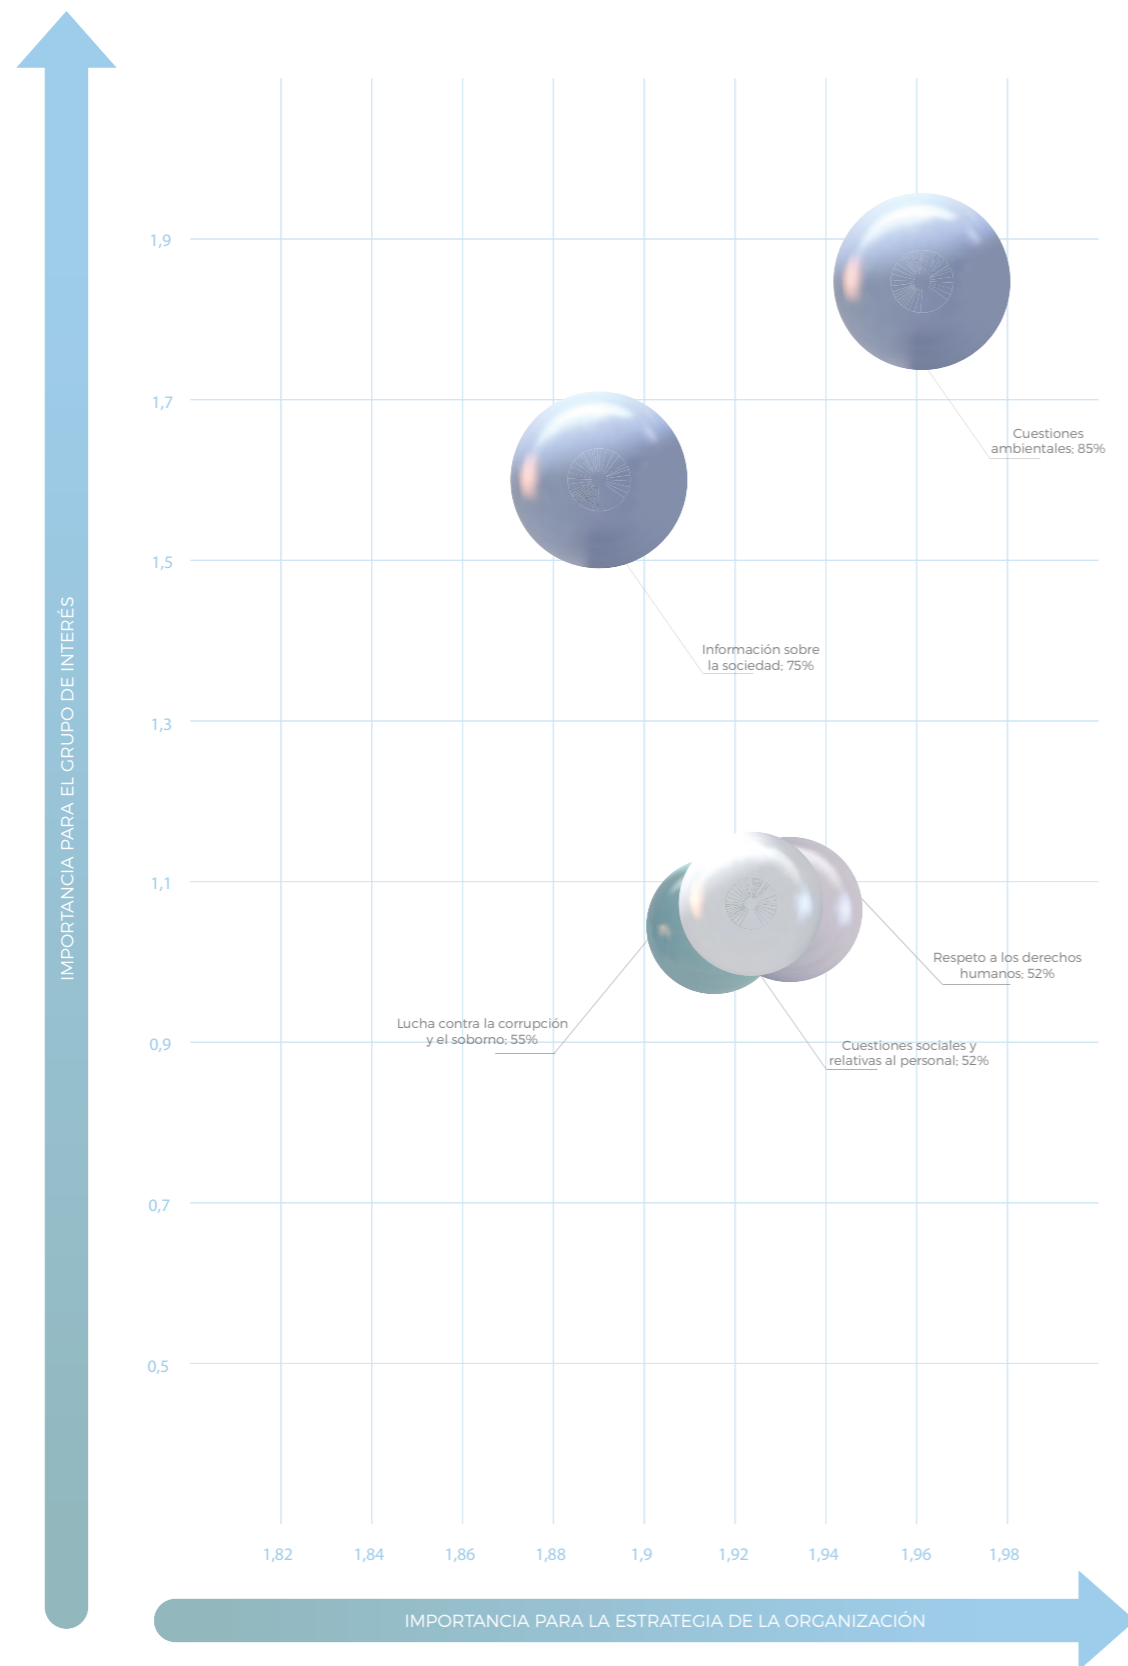 IMPORTANCIA PARA EL GRUPO DE INTERÉS
1,9
1,7
Cuestiones
ambientales; 85%
1,5
Información sobre
la sociedad; 75%
1,3
1,1
Respeto a los derechos
humanos; 52%
Lucha contra la corrupción
y el soborno; 55%
Cuestiones sociales y
relativas al personal; 52%
0,9
0,7
0,5
1,82 1,84 1,86 1,88 1,9 1,92 1,94 1,96 1,98
IMPORTANCIA PARA LA ESTRATEGIA DE LA ORGANIZACIÓN